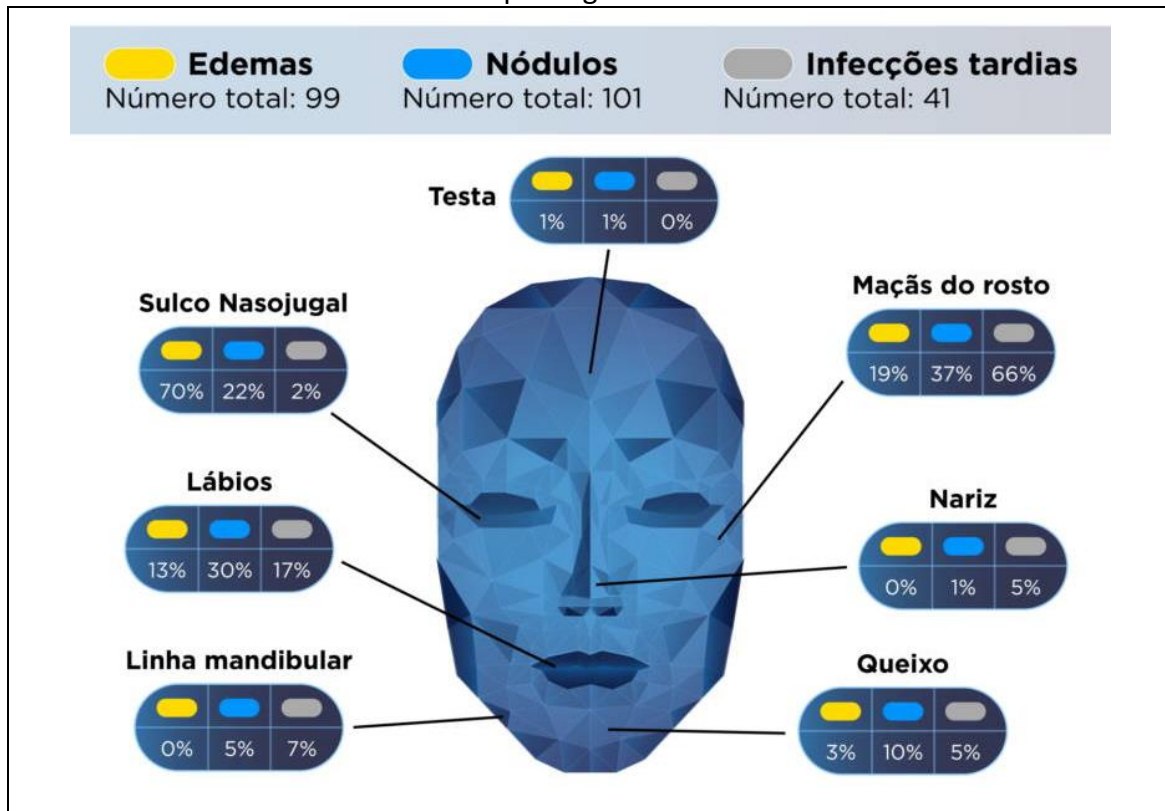 Edemas
Número total: 99
Nódulos
Número total: 101
Infecções tardias
Número total: 41
Testa
1% 1% 0%
Sulco Nasojugal
70% 22% 2%
Maçãs do rosto
19% 37% 66%
Lábios
13% 30% 17%
Nariz
0% 1% 5%
Linha mandibular
0% 5% 7%
Queixo
3% 10% 5%